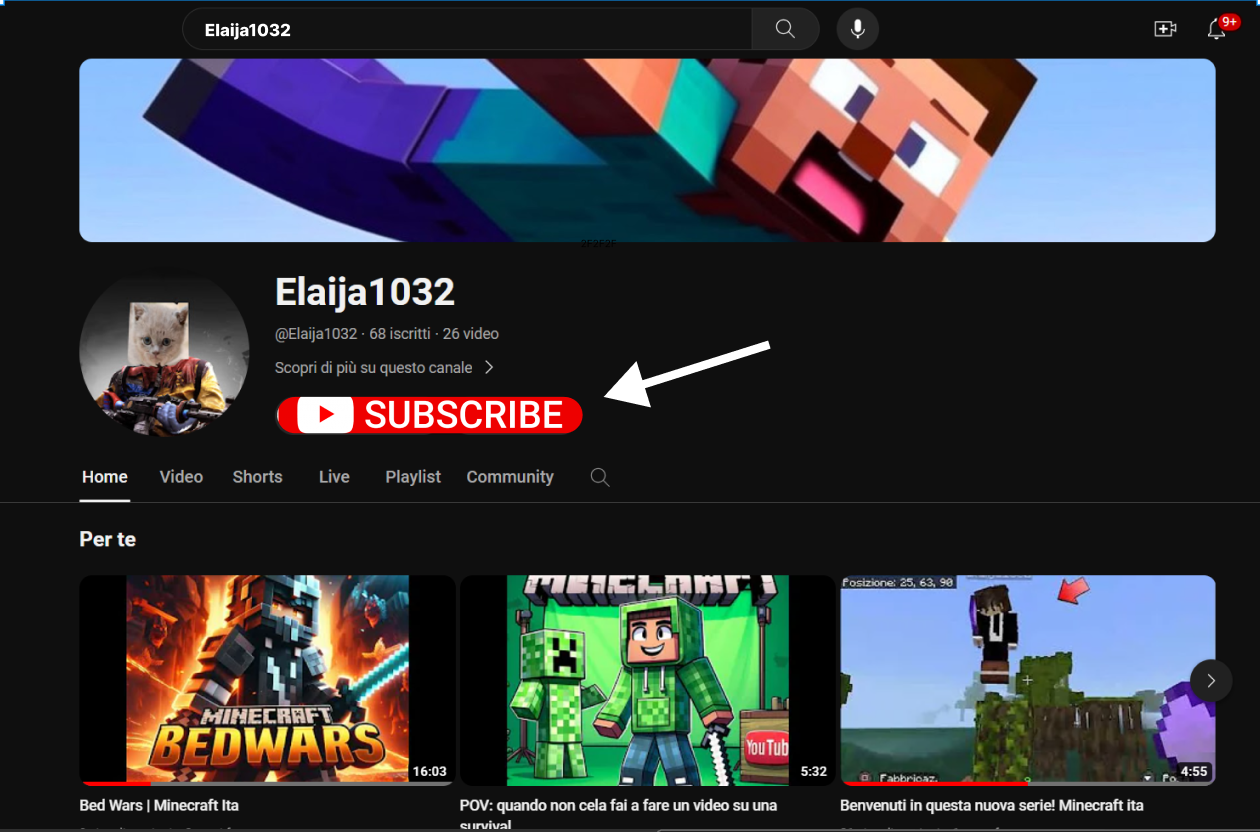 Elaija1032
9+
3F3F3F
Elaija1032
@Elaija1032 · 68 iscritti · 26 video
Scopri di più su questo canale
SUBSCRIBE
Home Video Shorts Live Playlist Community
Per te
MINECRAFT
BEDWARS
16:03
MINECRAFT
YouTub
5:32
Posizione: 25, 63, 90
Fabbricaz.
Po
4:55
Bed Wars | Minecraft Ita
POV: quando non cela fai a fare un video su una
survival
Benvenuti in questa nuova serie! Minecraft ita